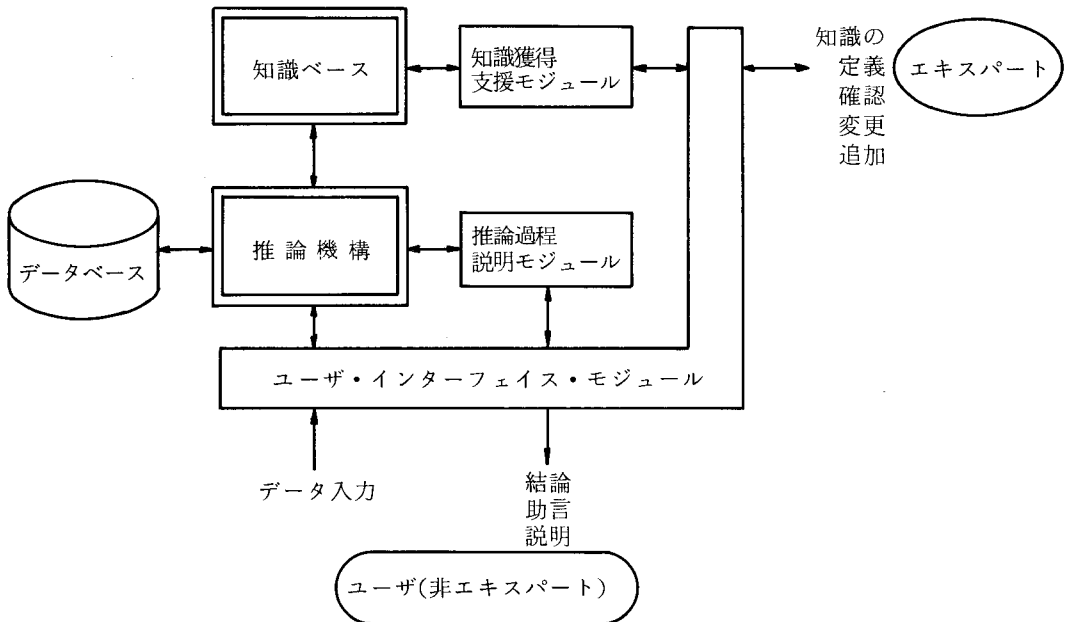 知識ベース
知識獲得
支援モジュール
知識の
定義
確認
変更
追加
エキスパート
データベース
推論機構
推論過程
説明モジュール
ユーザ・インターフェイス・モジュール
データ入力
結論
助言
説明
ユーザ(非エキスパート)